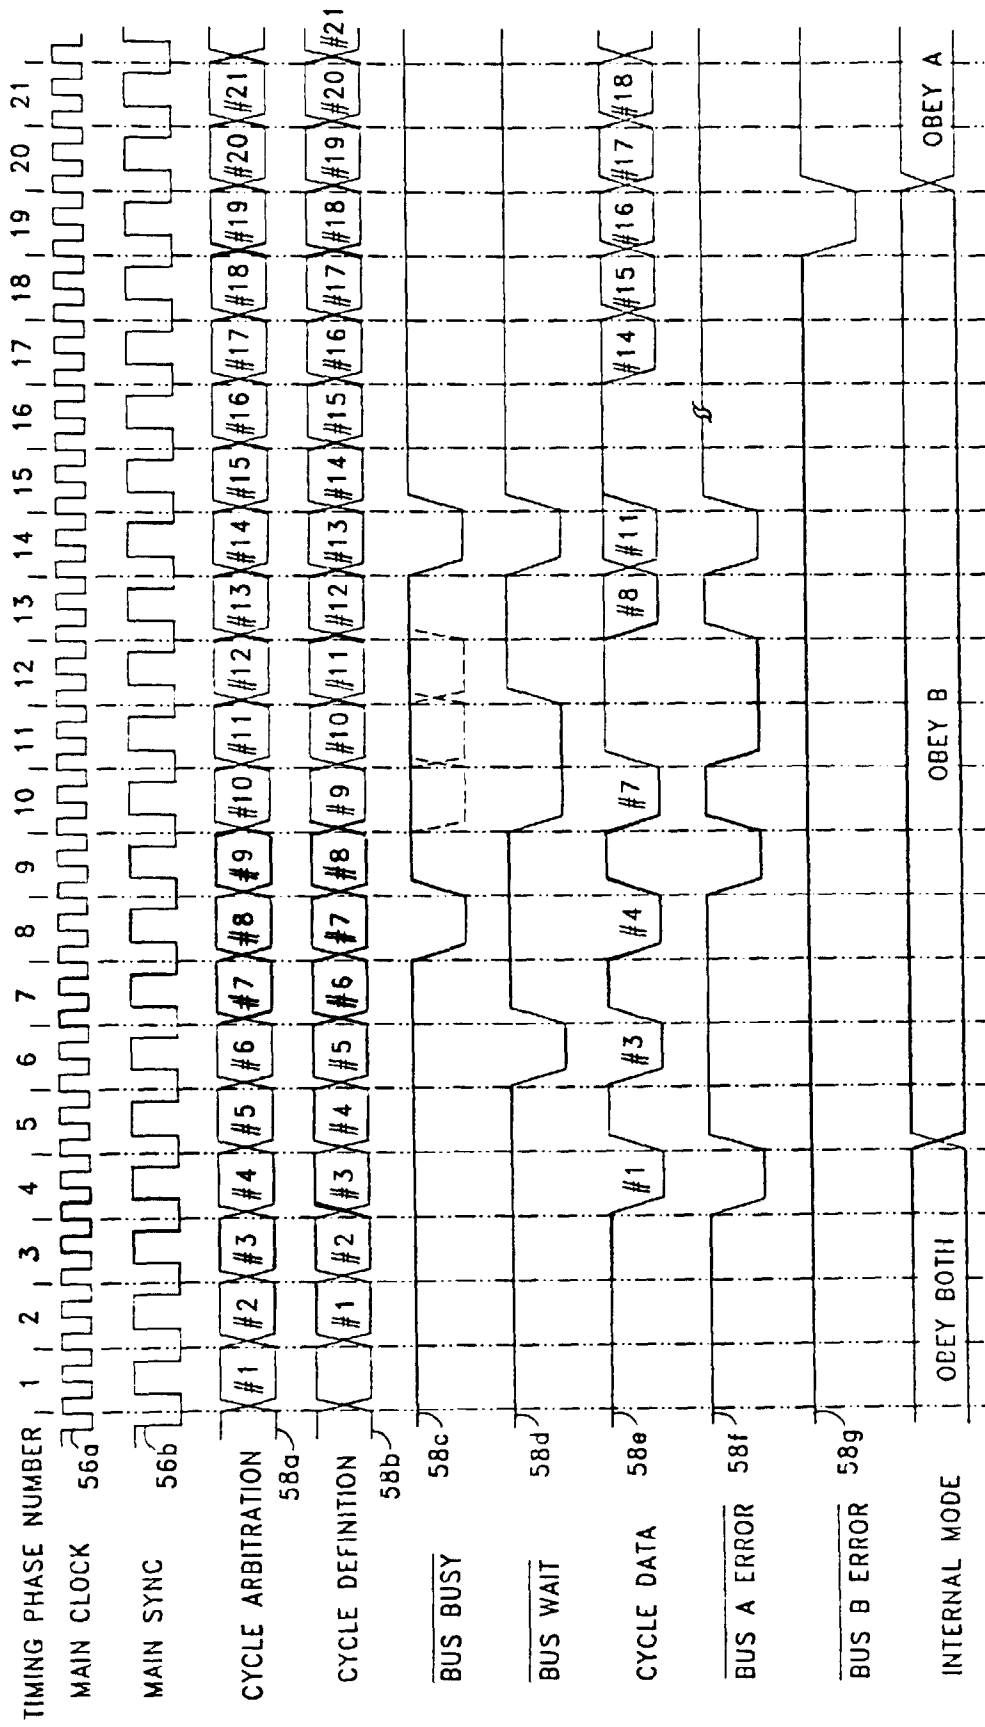 TIMING PHASE NUMBER 1 2 3 4 5 6 7 8 9 10 11 12 13 14 15 16 17 18 19 20 21
MAIN CLOCK
56a
MAIN SYNC
56b
CYCLE ARBITRATION #1 #2 #3 #4 #5 #6 #7 #8 #9 #10 #11 #12 #13 #14 #15 #16 #17 #18 #19 #20 #21
58a
CYCLE DEFINITION #1 #2 #3 #4 #5 #6 #7 #8 #9 #10 #11 #12 #13 #14 #15 #16 #17 #18 #19 #20 #21
58b
BUS BUSY
58c
BUS WAIT
58d
CYCLE DATA #1 #3 #4 #7 #8 #11 #14 #15 #16 #17 #18
58e
BUS A ERROR
58f
BUS B ERROR
58g
INTERNAL MODE OBEY BOTH OBEY B OBEY A